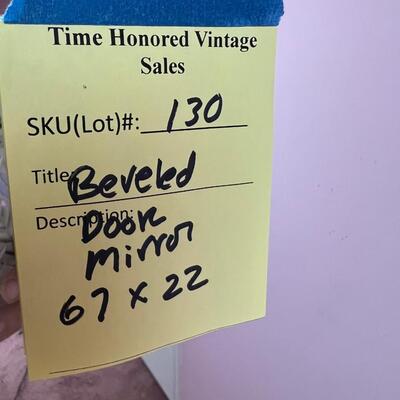 Time Honored Vintage
Sales
SKU(Lot)#: 130
Title: Beveled
Description: Door
Mirror
67 x 22